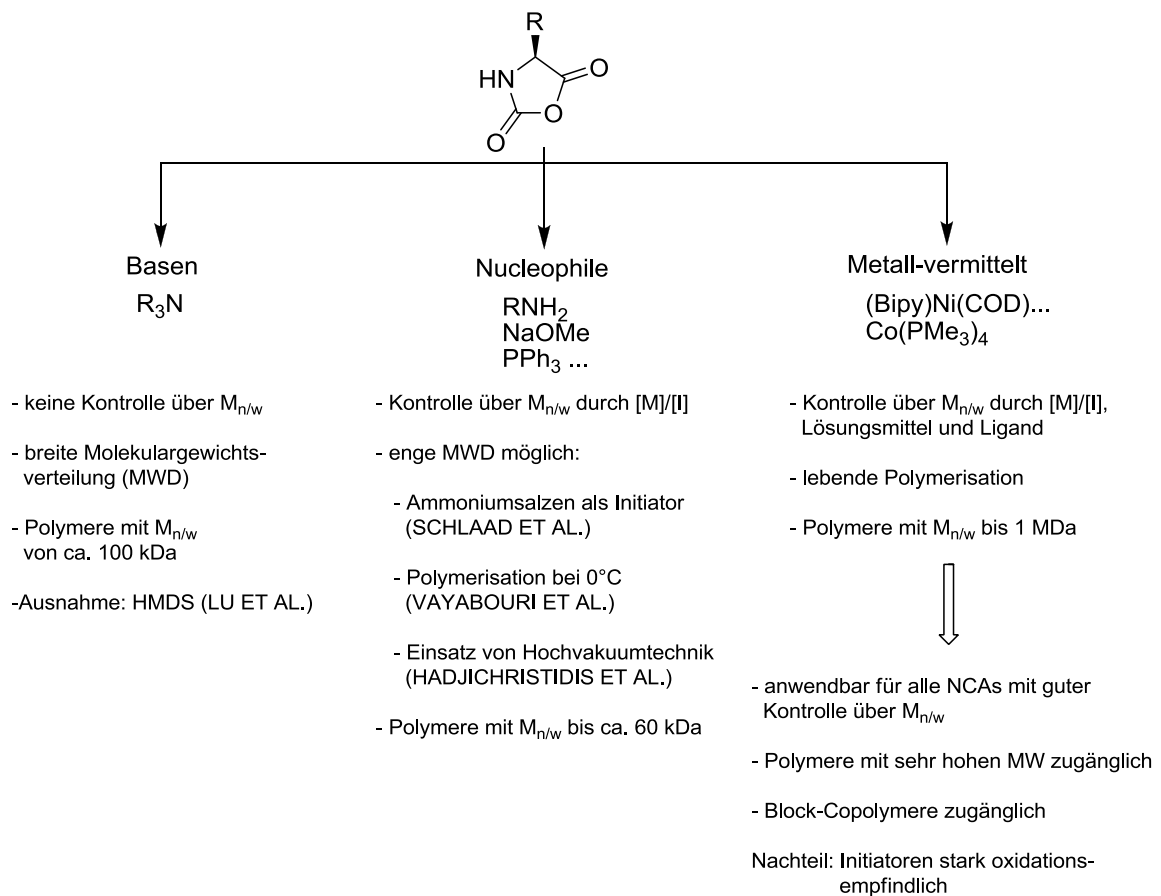 R
HN
O
O
O
Basen
R₃N
- keine Kontrolle über Mₙ/w
- breite Molekulargewichts-
verteilung (MWD)
- Polymere mit Mₙ/w
von ca. 100 kDa
-Ausnahme: HMDS (LU ET AL.)
Nucleophile
RNH₂
NaOMe
PPh₃ ...
- Kontrolle über Mₙ/w durch [M]/[I]
- enge MWD möglich:
- Ammoniumsalzen als Initiator
(SCHLAAD ET AL.)
- Polymerisation bei 0°C
(VAYABOURI ET AL.)
- Einsatz von Hochvakuumtechnik
(HADJICHRISTIDIS ET AL.)
- Polymere mit Mₙ/w bis ca. 60 kDa
Metall-vermittelt
(Bipy)Ni(COD)...
Co(PMe₃)₄
- Kontrolle über Mₙ/w durch [M]/[I],
Lösungsmittel und Ligand
- lebende Polymerisation
- Polymere mit Mₙ/w bis 1 MDa
- anwendbar für alle NCAs mit guter
Kontrolle über Mₙ/w
- Polymere mit sehr hohen MW zugänglich
- Block-Copolymere zugänglich
Nachteil: Initiatoren stark oxidations-
empfindlich